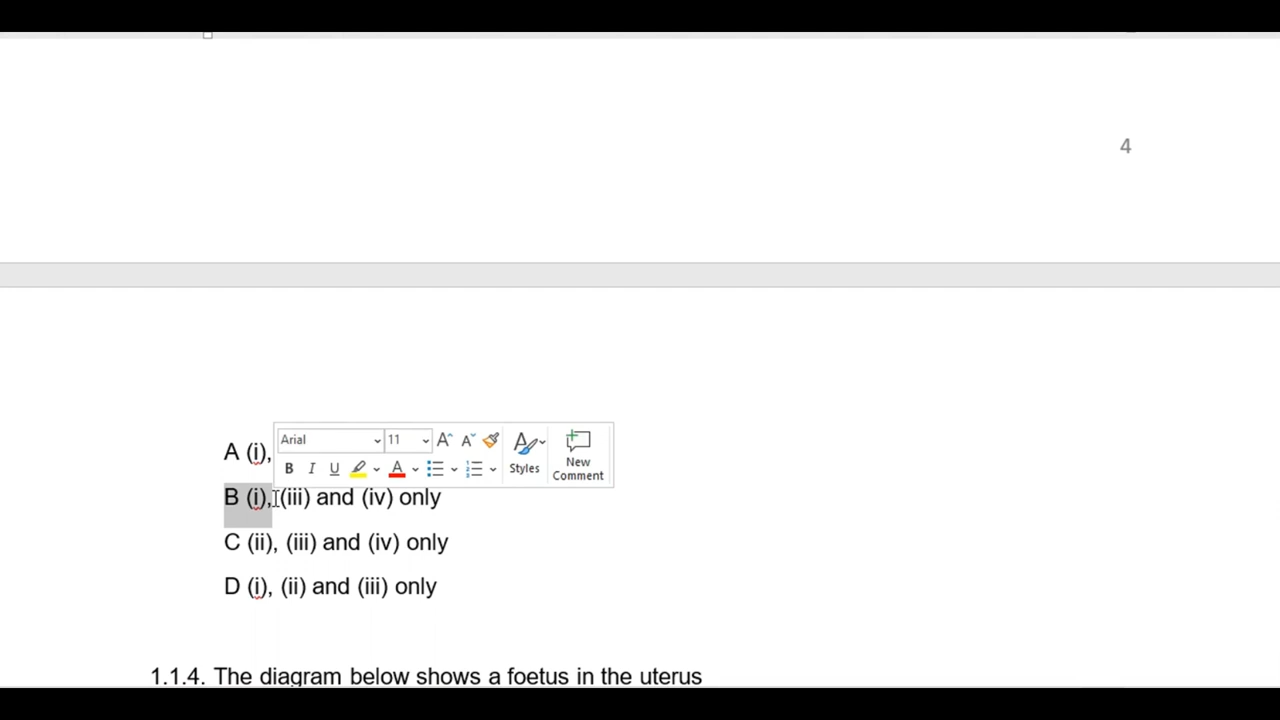 4
A (i),
Arial 11
B I U A Styles New Comment
B (i), (iii) and (iv) only
C (ii), (iii) and (iv) only
D (i), (ii) and (iii) only
1.1.4. The diagram below shows a foetus in the uterus